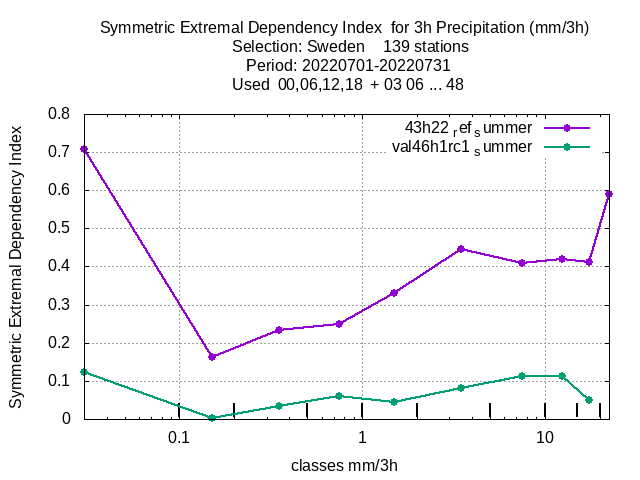 Symmetric Extremal Dependency Index  for 3h Precipitation (mm/3h)
Selection: Sweden    139 stations
Period: 20220701-20220731
Used  00,06,12,18  + 03 06 ... 48
43h22 ref summer
val46h1rc1 summer
Symmetric Extremal Dependency Index
0.8
0.7
0.6
0.5
0.4
0.3
0.2
0.1
0
0.1 1 10
classes mm/3h